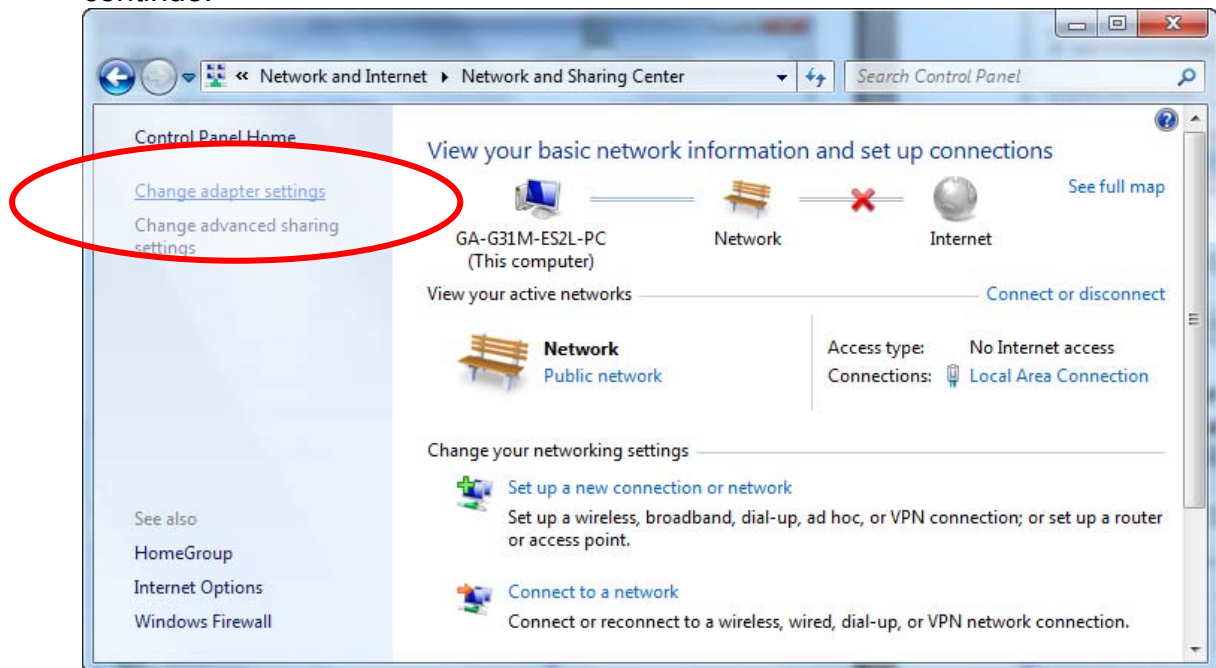 Network and Internet Network and Sharing Center Search Control Panel
Control Panel Home
Change adapter settings
Change advanced sharing
settings
See also
HomeGroup
Internet Options
Windows Firewall
View your basic network information and set up connections
See full map
GA-G31M-ES2L-PC
(This computer)
Network
Internet
View your active networks
Connect or disconnect
Network
Public network
Access type: No Internet access
Connections: Local Area Connection
Change your networking settings
Set up a new connection or network
Set up a wireless, broadband, dial-up, ad hoc, or VPN connection; or set up a router
or access point.
Connect to a network
Connect or reconnect to a wireless, wired, dial-up, or VPN network connection.